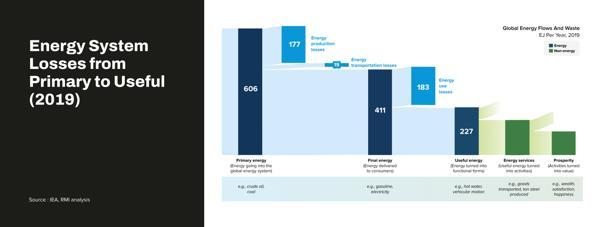 Energy System
Losses from
Primary to Useful
(2019)
Source : IEA, RMI analysis
Global Energy Flows And Waste
EJ Per Year, 2019
Energy
Non-energy
177
Energy
production
losses
Energy
transportation losses
606
411
183
Energy
use
losses
227
Primary energy
(Energy going into the
global energy system)
Final energy
(Energy delivered
to consumers)
Useful energy
(Energy turned into
functional forms)
Energy services
(Useful energy turned
into activities)
Prosperity
(Activities turned
into value)
e.g., crude oil,
coal
e.g., gasoline,
electricity
e.g., hot water,
vehicular motion
e.g., goods
transported, ton steel
produced
e.g., wealth,
satisfaction,
happiness